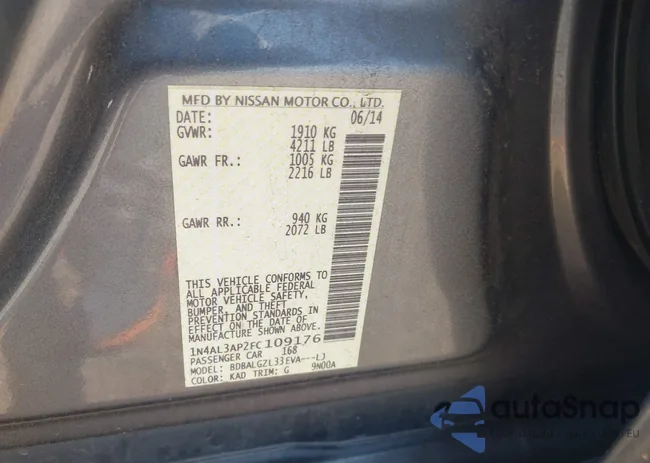 MFD BY NISSAN MOTOR CO., LTD.
DATE: 06/14
GVWR: 1910 KG
4211 LB
GAWR FR.: 1005 KG
2216 LB
GAWR RR.: 940 KG
2072 LB
THIS VEHICLE CONFORMS TO
ALL APPLICABLE FEDERAL
MOTOR VEHICLE SAFETY,
BUMPER, AND THEFT
PREVENTION STANDARDS IN
EFFECT ON THE DATE OF
MANUFACTURE SHOWN ABOVE.
1N4AL3AP2FC109176
PASSENGER CAR 168
MODEL: BDBALGZL33EVA---LJ
COLOR: KAD TRIM: G 9N00A
autoSnap